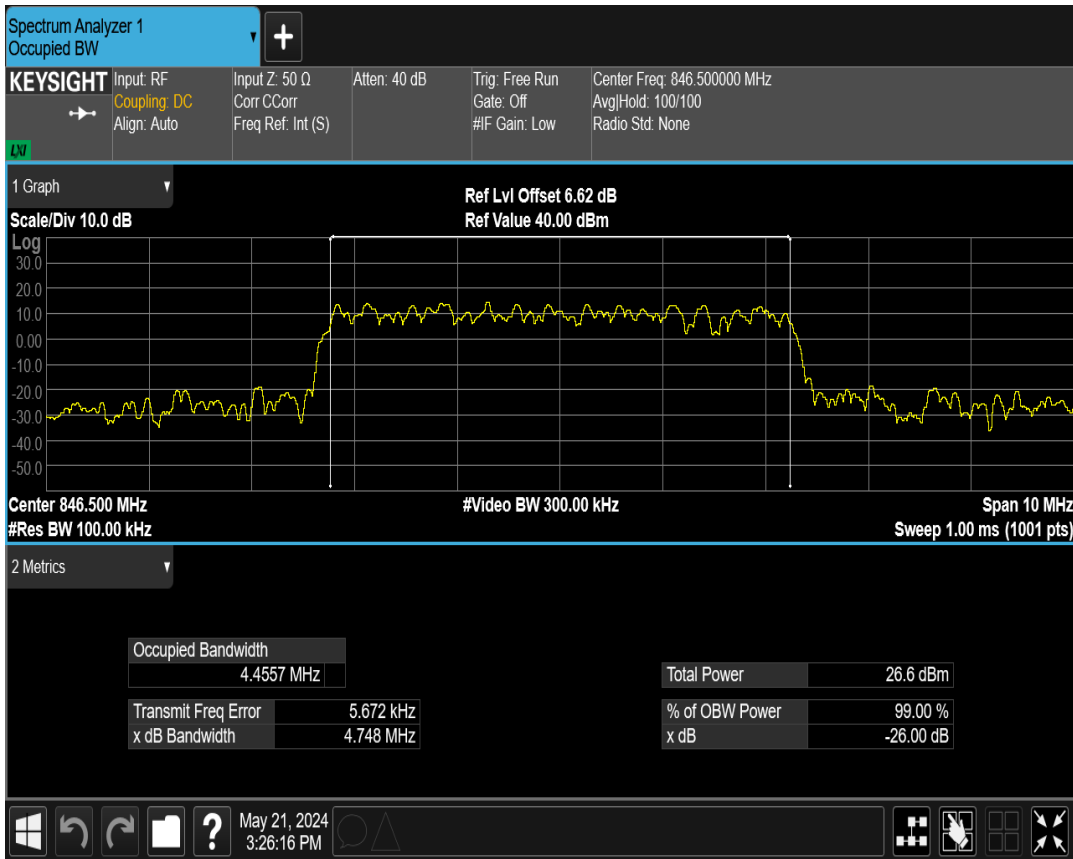 Spectrum Analyzer 1
Occupied BW
KEYSIGHT
Input: RF
Coupling: DC
Align: Auto
Input Z: 50 Ω
Corr CCorr
Freq Ref: Int (S)
Atten: 40 dB
Trig: Free Run
Gate: Off
#IF Gain: Low
Center Freq: 846.500000 MHz
Avg|Hold: 100/100
Radio Std: None
LXI
1 Graph
Ref Lvl Offset 6.62 dB
Scale/Div 10.0 dB
Ref Value 40.00 dBm
Log
30.0
20.0
10.0
0.00
-10.0
-20.0
-30.0
-40.0
-50.0
Center 846.500 MHz
#Video BW 300.00 kHz
Span 10 MHz
#Res BW 100.00 kHz
Sweep 1.00 ms (1001 pts)
2 Metrics
Occupied Bandwidth
4.4557 MHz
Total Power 26.6 dBm
Transmit Freq Error 5.672 kHz
% of OBW Power 99.00 %
x dB Bandwidth 4.748 MHz
x dB -26.00 dB
?
May 21, 2024
3:26:16 PM